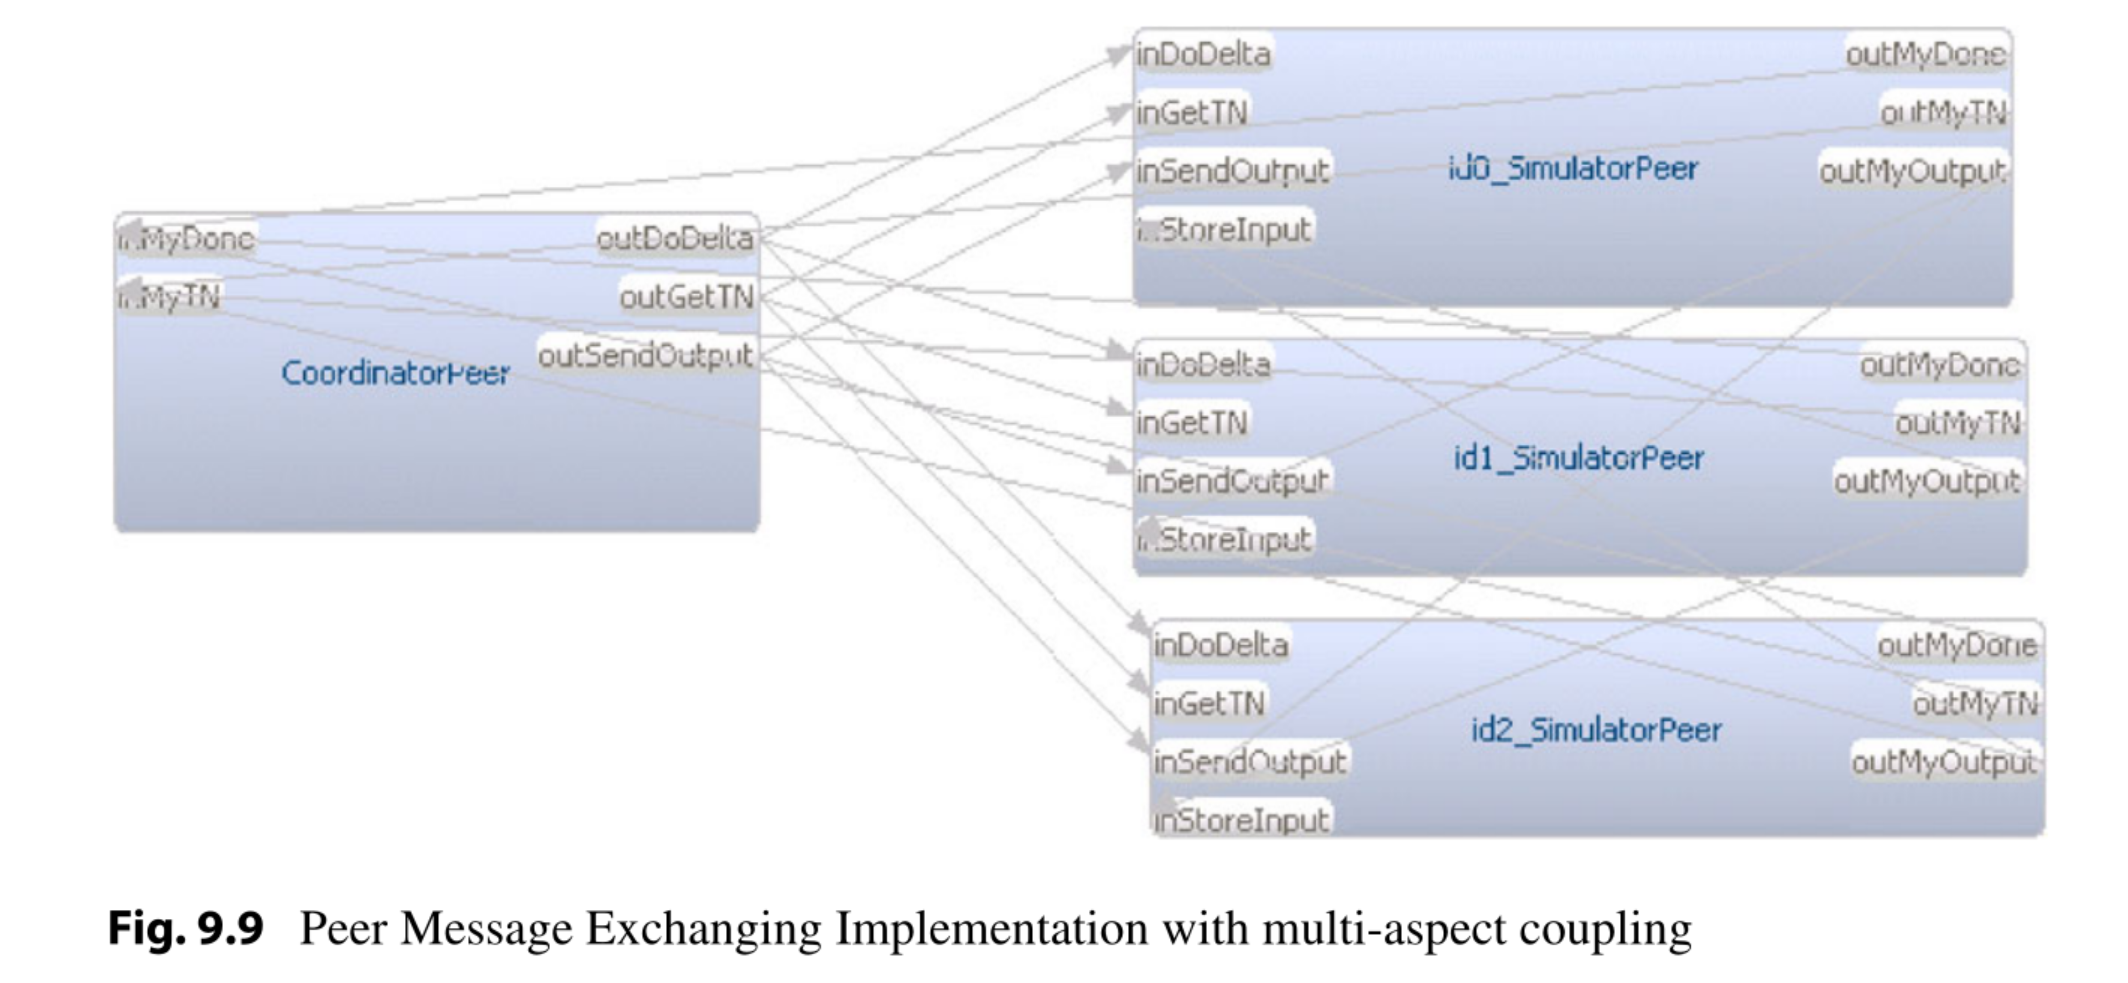 inMyDone
inMyTN
outDoDelta
outGetTN
outSendOutput
CoordinatorPeer
inDoDelta
inGetTN
inSendOutput
inStoreInput
outMyDone
outMyTN
outMyOutput
id0_SimulatorPeer
inDoDelta
inGetTN
inSendOutput
inStoreInput
outMyDone
outMyTN
outMyOutput
id1_SimulatorPeer
inDoDelta
inGetTN
inSendOutput
inStoreInput
outMyDone
outMyTN
outMyOutput
id2_SimulatorPeer
Fig. 9.9 Peer Message Exchanging Implementation with multi-aspect coupling